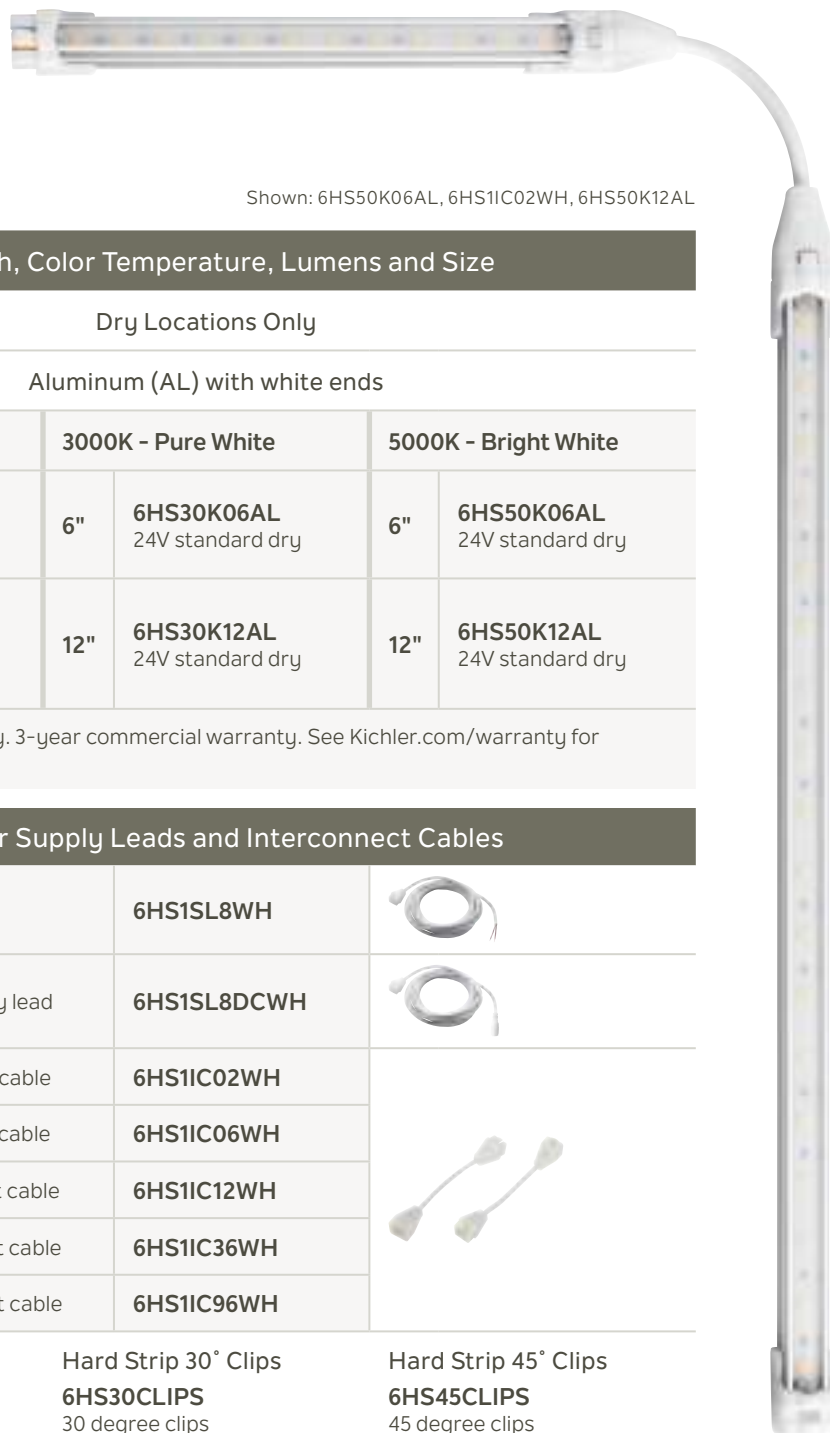 Shown: 6HS50K06AL, 6HS1IC02WH, 6HS50K12AL
Color Temperature, Lumens and Size
Dry Locations Only
Aluminum (AL) with white ends
3000K - Pure White
5000K - Bright White
6"
6HS30K06AL
24V standard dry
6"
6HS50K06AL
24V standard dry
12"
6HS30K12AL
24V standard dry
12"
6HS50K12AL
24V standard dry
3-year commercial warranty. See Kichler.com/warranty for
Supply Leads and Interconnect Cables
6HS1SL8WH
lead
6HS1SL8DCWH
cable
6HS1IC02WH
cable
6HS1IC06WH
cable
6HS1IC12WH
cable
6HS1IC36WH
cable
6HS1IC96WH
Hard Strip 30° Clips
6HS30CLIPS
30 degree clips
Hard Strip 45° Clips
6HS45CLIPS
45 degree clips